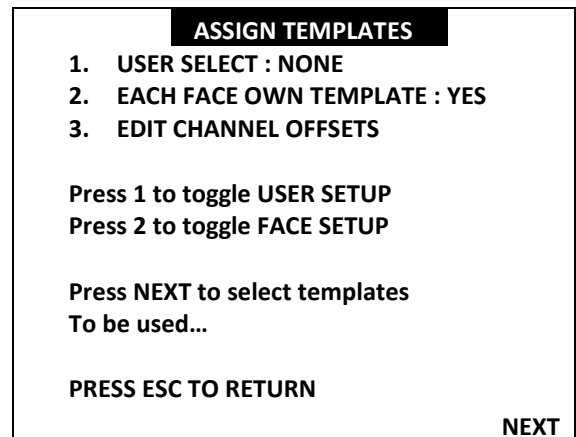 ASSIGN TEMPLATES
1. USER SELECT : NONE
2. EACH FACE OWN TEMPLATE : YES
3. EDIT CHANNEL OFFSETS
Press 1 to toggle USER SETUP
Press 2 to toggle FACE SETUP
Press NEXT to select templates
To be used…
PRESS ESC TO RETURN
NEXT